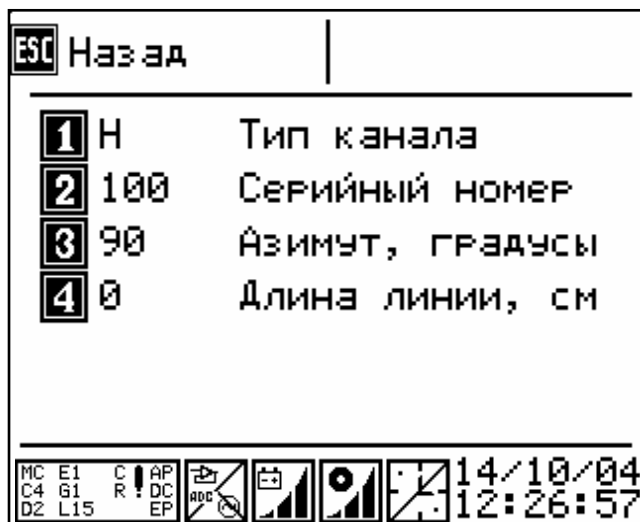 ESC Назад
1 H Тип канала
2 100 Серийный номер
3 90 Азимут, градусы
4 0 Длина линии, см
MC E1 C ! AP
C4 G1 R DC
D2 L15 EP
ADC
14/10/04
12:26:57